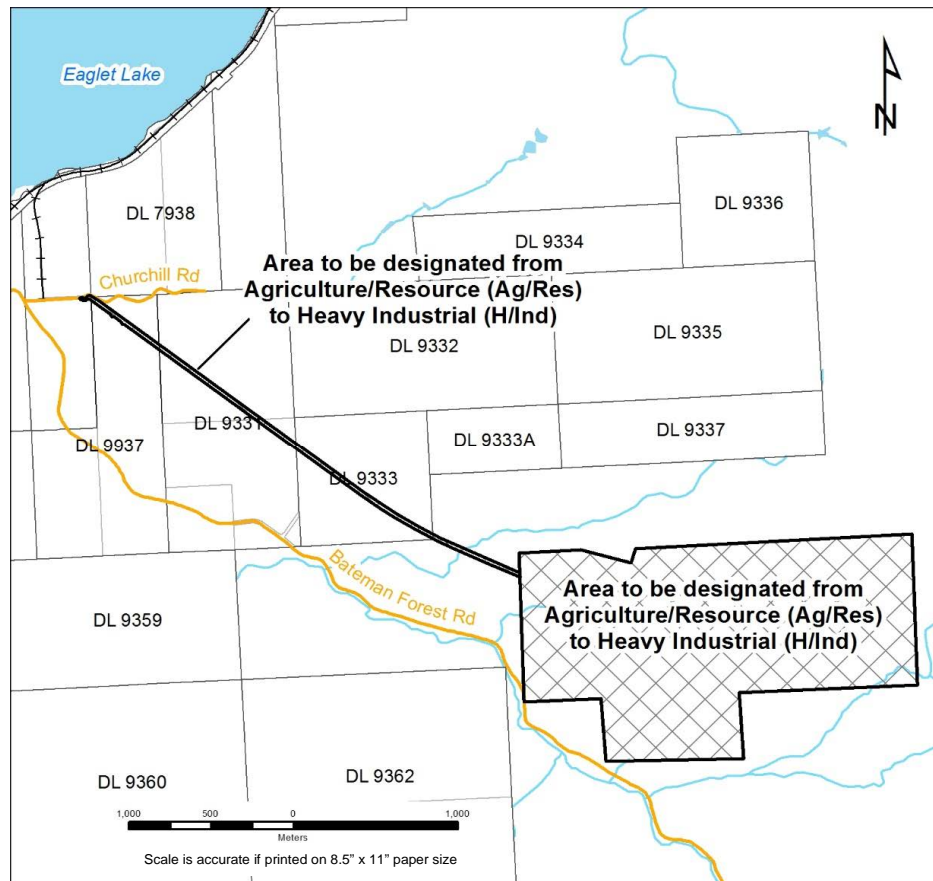 Eaglet Lake
N
DL 7938
DL 9336
DL 9334
Churchill Rd
Area to be designated from
Agriculture/Resource (Ag/Res)
to Heavy Industrial (H/Ind)
DL 9332
DL 9335
DL 9331
DL 9937
DL 9333A
DL 9337
DL 9333
Bateman Forest Rd
Area to be designated from
Agriculture/Resource (Ag/Res)
to Heavy Industrial (H/Ind)
DL 9359
DL 9360
DL 9362
1,000 500 0 1,000
Meters
Scale is accurate if printed on 8.5” x 11” paper size